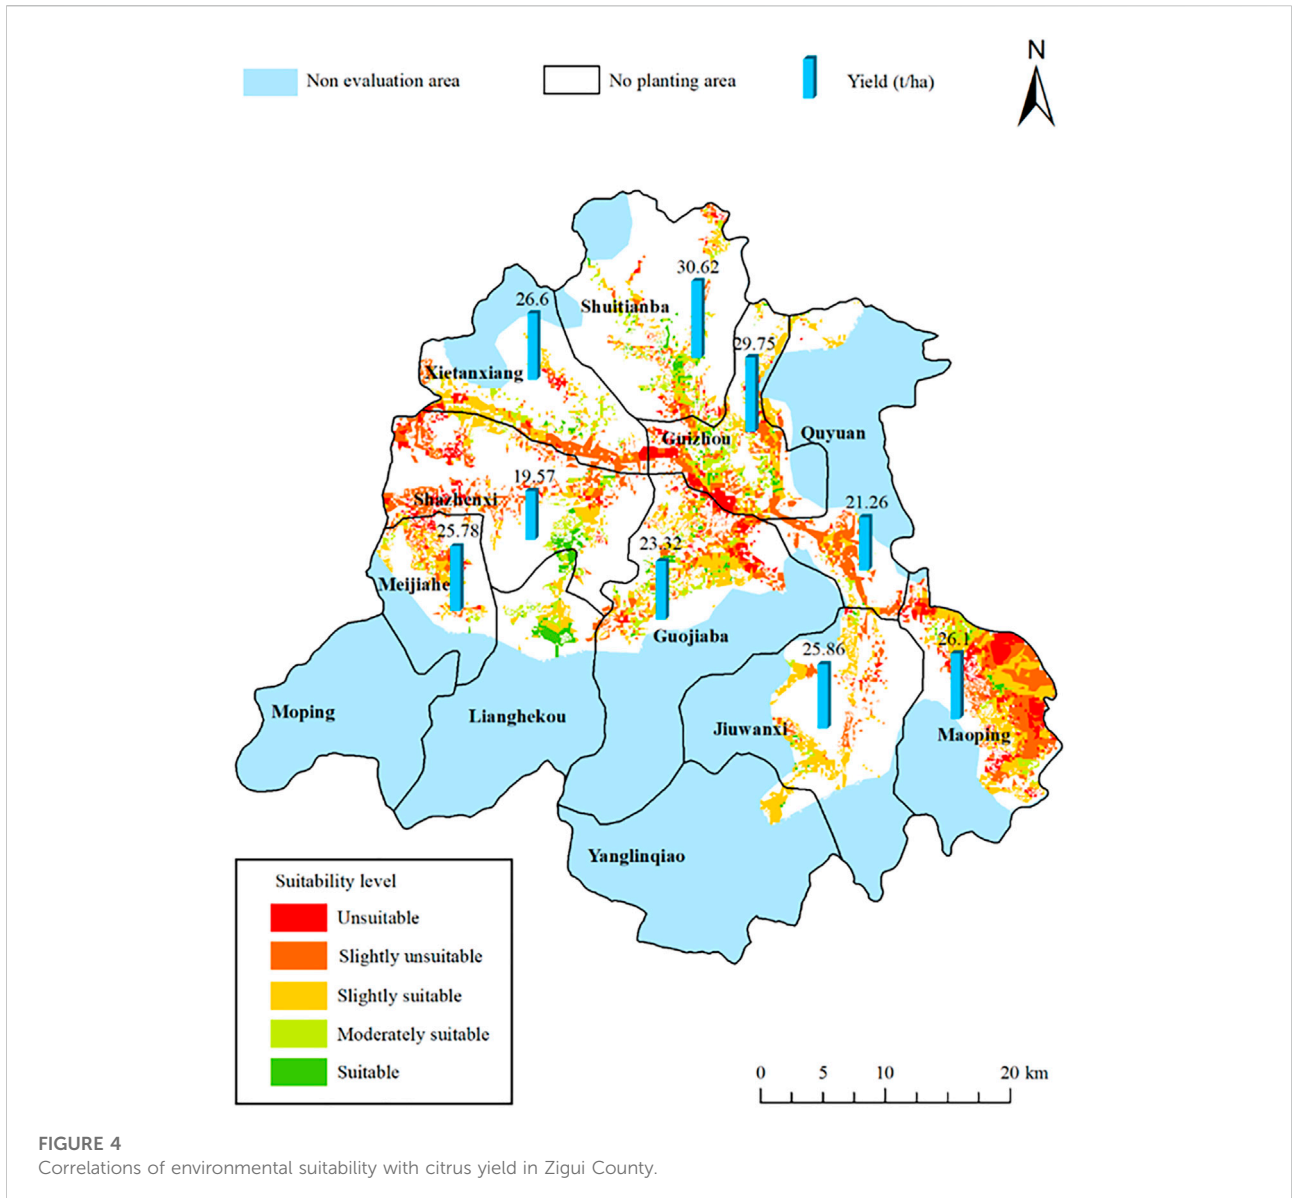 N
Non evaluation area
No planting area
Yield (t/ha)
30.62
26.6
Shuitianba
29.75
Xietanxiang
Guizhou
Quyuan
19.57
Shazhenxi
21.26
25.78
23.32
Meijiahe
Guojiaba
26.1
25.86
Moping
Lianghekou
Jiuwanxi
Maoping
Yanglinqiao
Suitability level
Unsuitable
Slightly unsuitable
Slightly suitable
Moderately suitable
Suitable
0 5 10 20 km
FIGURE 4
Correlations of environmental suitability with citrus yield in Zigui County.